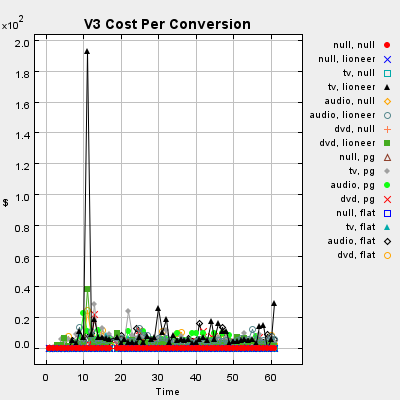 V3 Cost Per Conversion
x10^2
2.0
1.8
1.6
1.4
1.2
1.0
0.8
0.6
0.4
0.2
0.0
$
0 10 20 30 40 50 60
Time
null, null
null, lioneer
tv, null
tv, lioneer
audio, null
audio, lioneer
dvd, null
dvd, lioneer
null, pg
tv, pg
audio, pg
dvd, pg
null, flat
tv, flat
audio, flat
dvd, flat